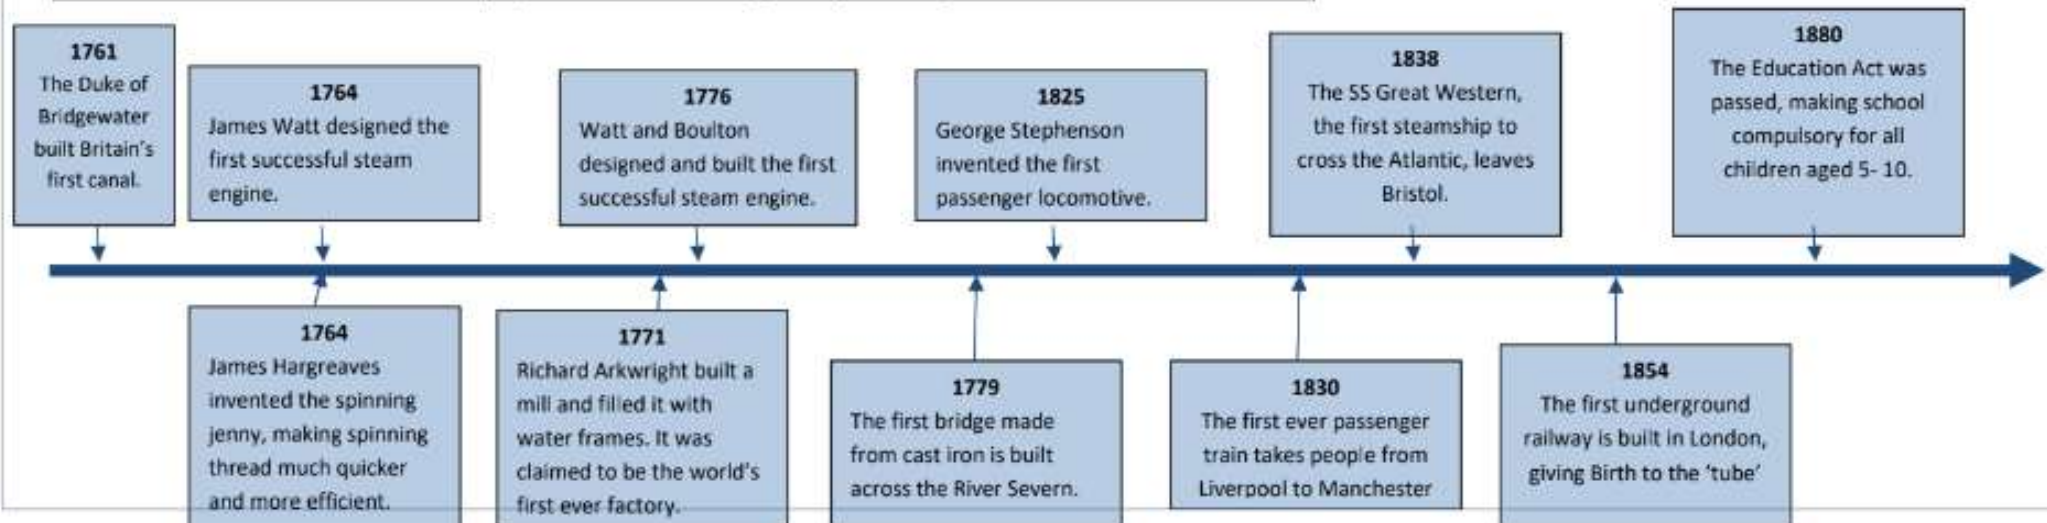 1761
The Duke of
Bridgewater
built Britain's
first canal.
1764
James Watt designed the
first successful steam
engine.
1776
Watt and Boulton
designed and built the first
successful steam engine.
1825
George Stephenson
invented the first
passenger locomotive.
1838
The SS Great Western,
the first steamship to
cross the Atlantic, leaves
Bristol.
1880
The Education Act was
passed, making school
compulsory for all
children aged 5- 10.
1764
James Hargreaves
invented the spinning
jenny, making spinning
thread much quicker
and more efficient.
1771
Richard Arkwright built a
mill and filled it with
water frames. It was
claimed to be the world's
first ever factory.
1779
The first bridge made
from cast iron is built
across the River Severn.
1830
The first ever passenger
train takes people from
Liverpool to Manchester
1854
The first underground
railway is built in London,
giving Birth to the 'tube'